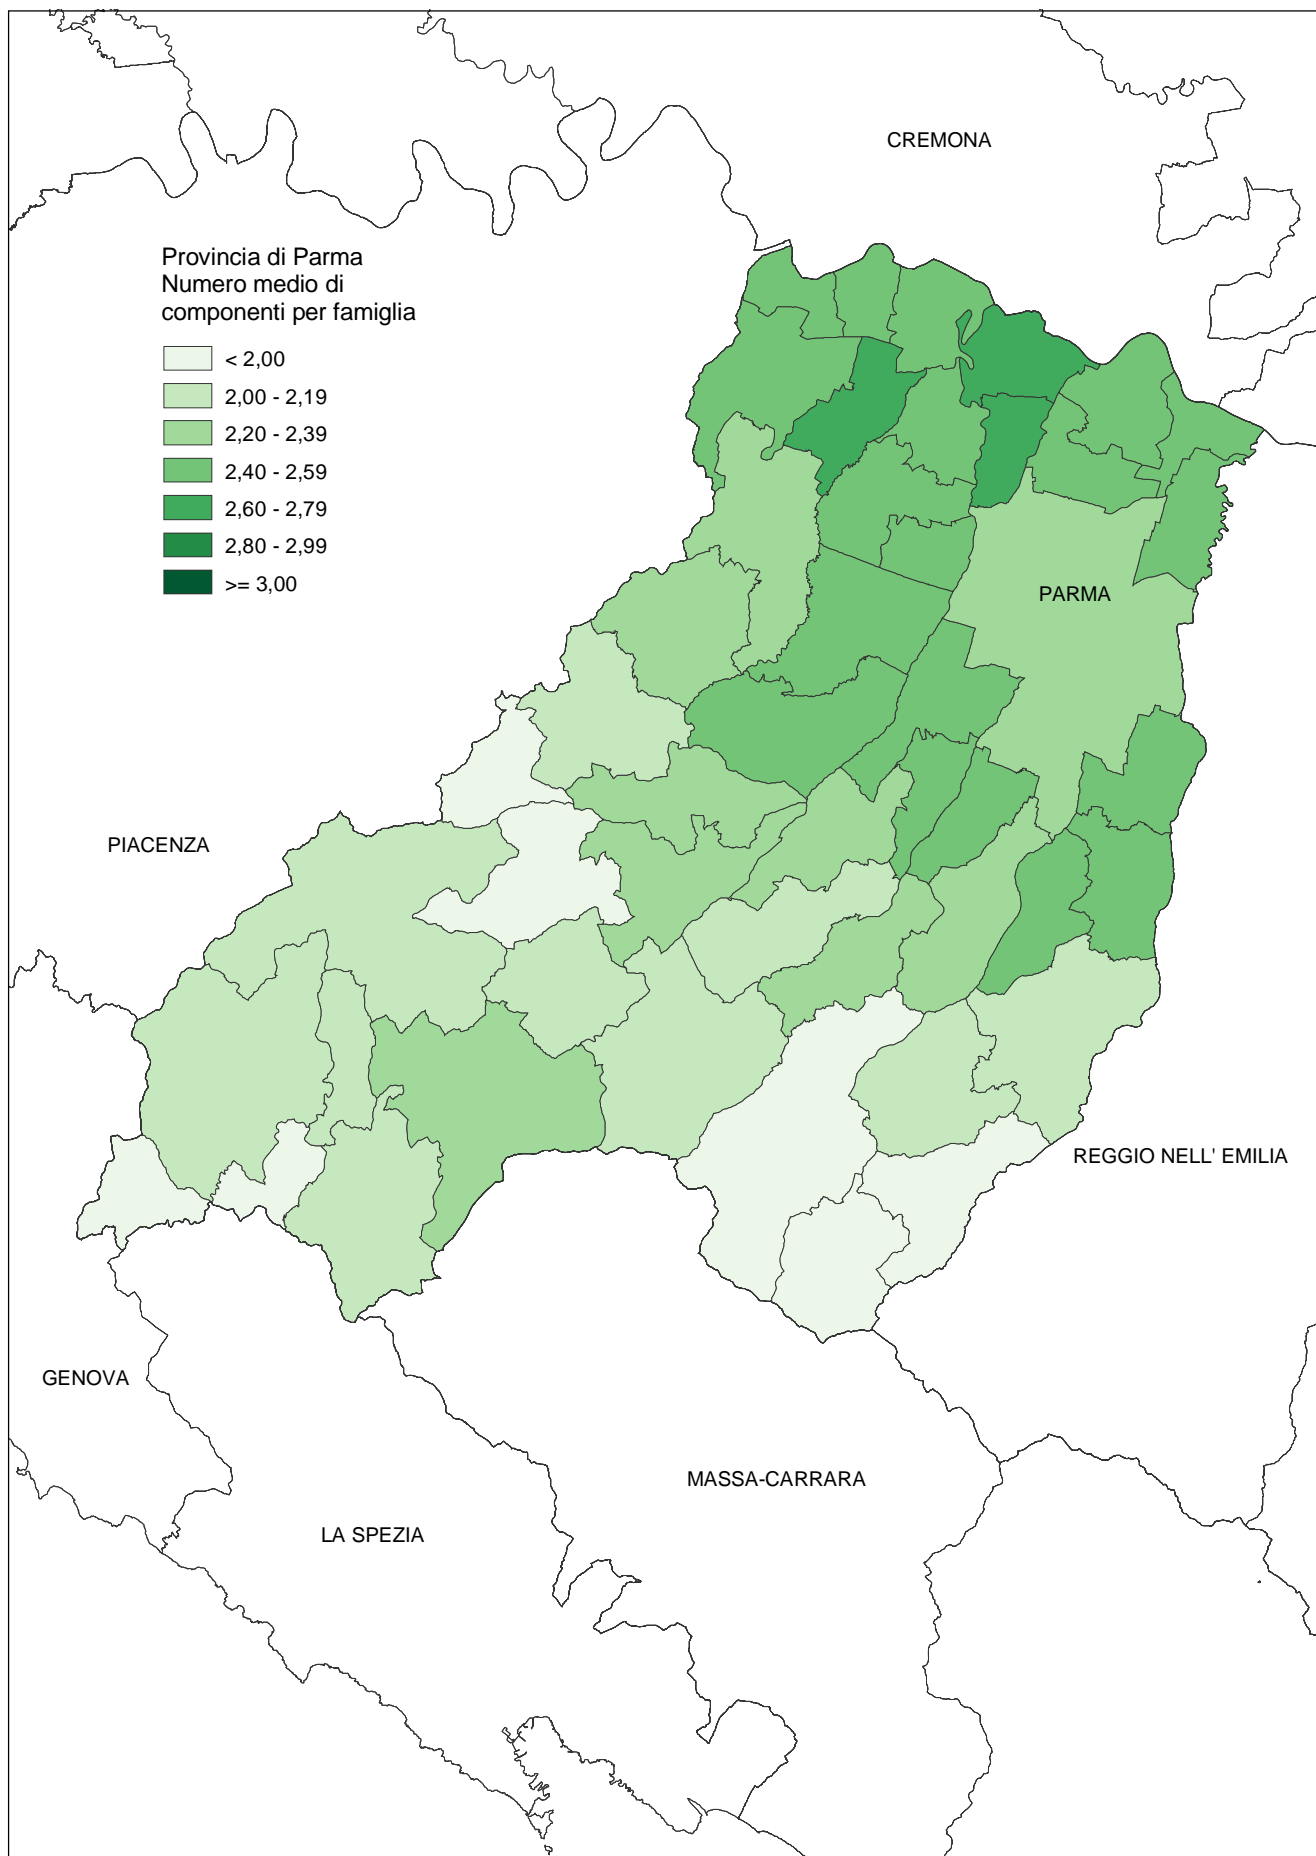 CREMONA
Provincia di Parma
Numero medio di
componenti per famiglia
< 2,00
2,00 - 2,19
2,20 - 2,39
2,40 - 2,59
2,60 - 2,79
2,80 - 2,99
>= 3,00
PARMA
PIACENZA
REGGIO NELL' EMILIA
GENOVA
MASSA-CARRARA
LA SPEZIA